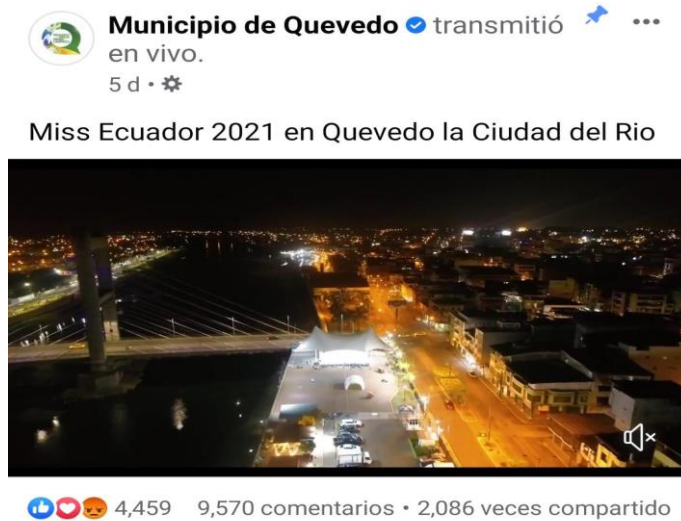 Municipio de Quevedo transmitió
en vivo.
5 d •
Miss Ecuador 2021 en Quevedo la Ciudad del Rio
4,459 9,570 comentarios • 2,086 veces compartido